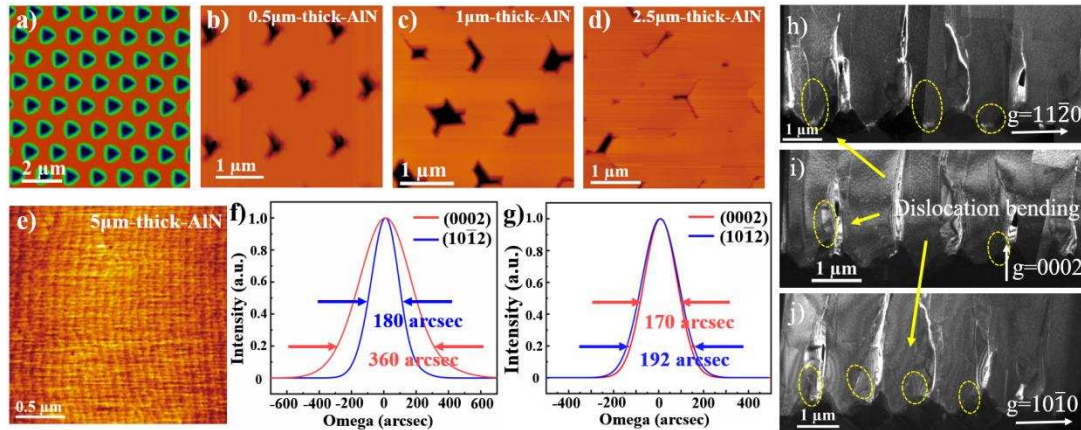 a)
2 μm
b)
0.5μm-thick-AlN
1 μm
c)
1μm-thick-AlN
1 μm
d)
2.5μm-thick-AlN
1 μm
e)
5μm-thick-AlN
0.5 μm
f)
1.0
0.8
0.6
0.4
0.2
0
Intensity (a.u.)
(0002)
(101̄2)
180 arcsec
360 arcsec
-600 -400 -200 0 200 400 600
Omega (arcsec)
g)
1.0
0.8
0.6
0.4
0.2
0
Intensity (a.u.)
(0002)
(101̄2)
170 arcsec
192 arcsec
-400 -200 0 200 400
Omega (arcsec)
h)
1 μm
g=112̄0
i)
Dislocation bending
1 μm
g=0002
j)
1 μm
g=101̄0